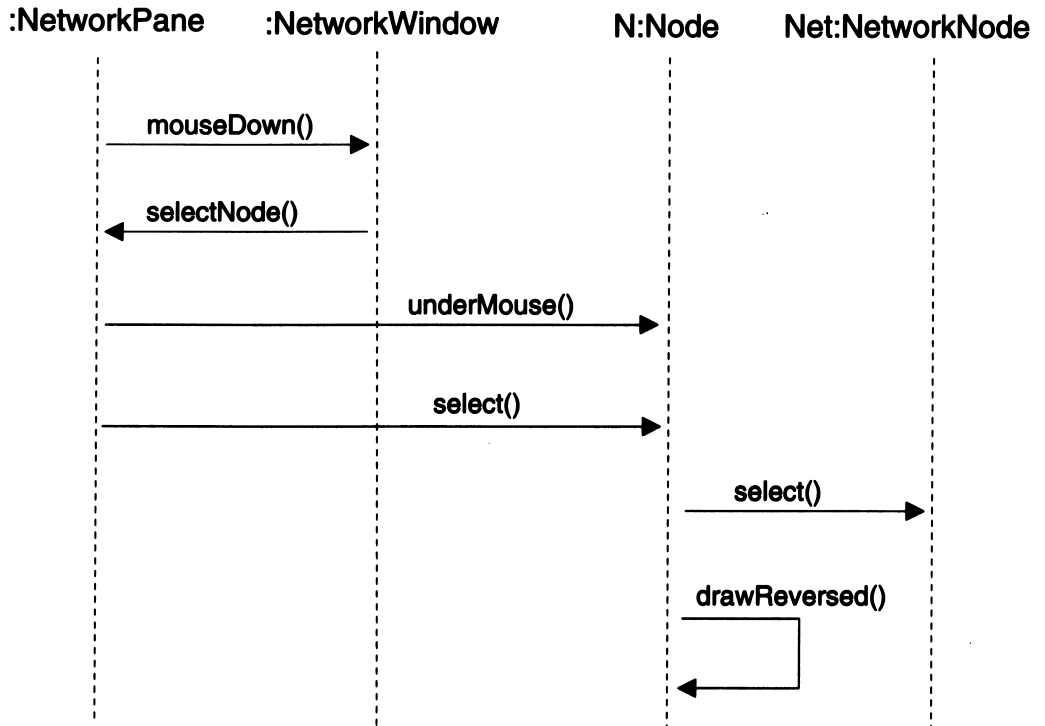 :NetworkPane
:NetworkWindow
N:Node
Net:NetworkNode
mouseDown()
selectNode()
underMouse()
select()
select()
drawReversed()